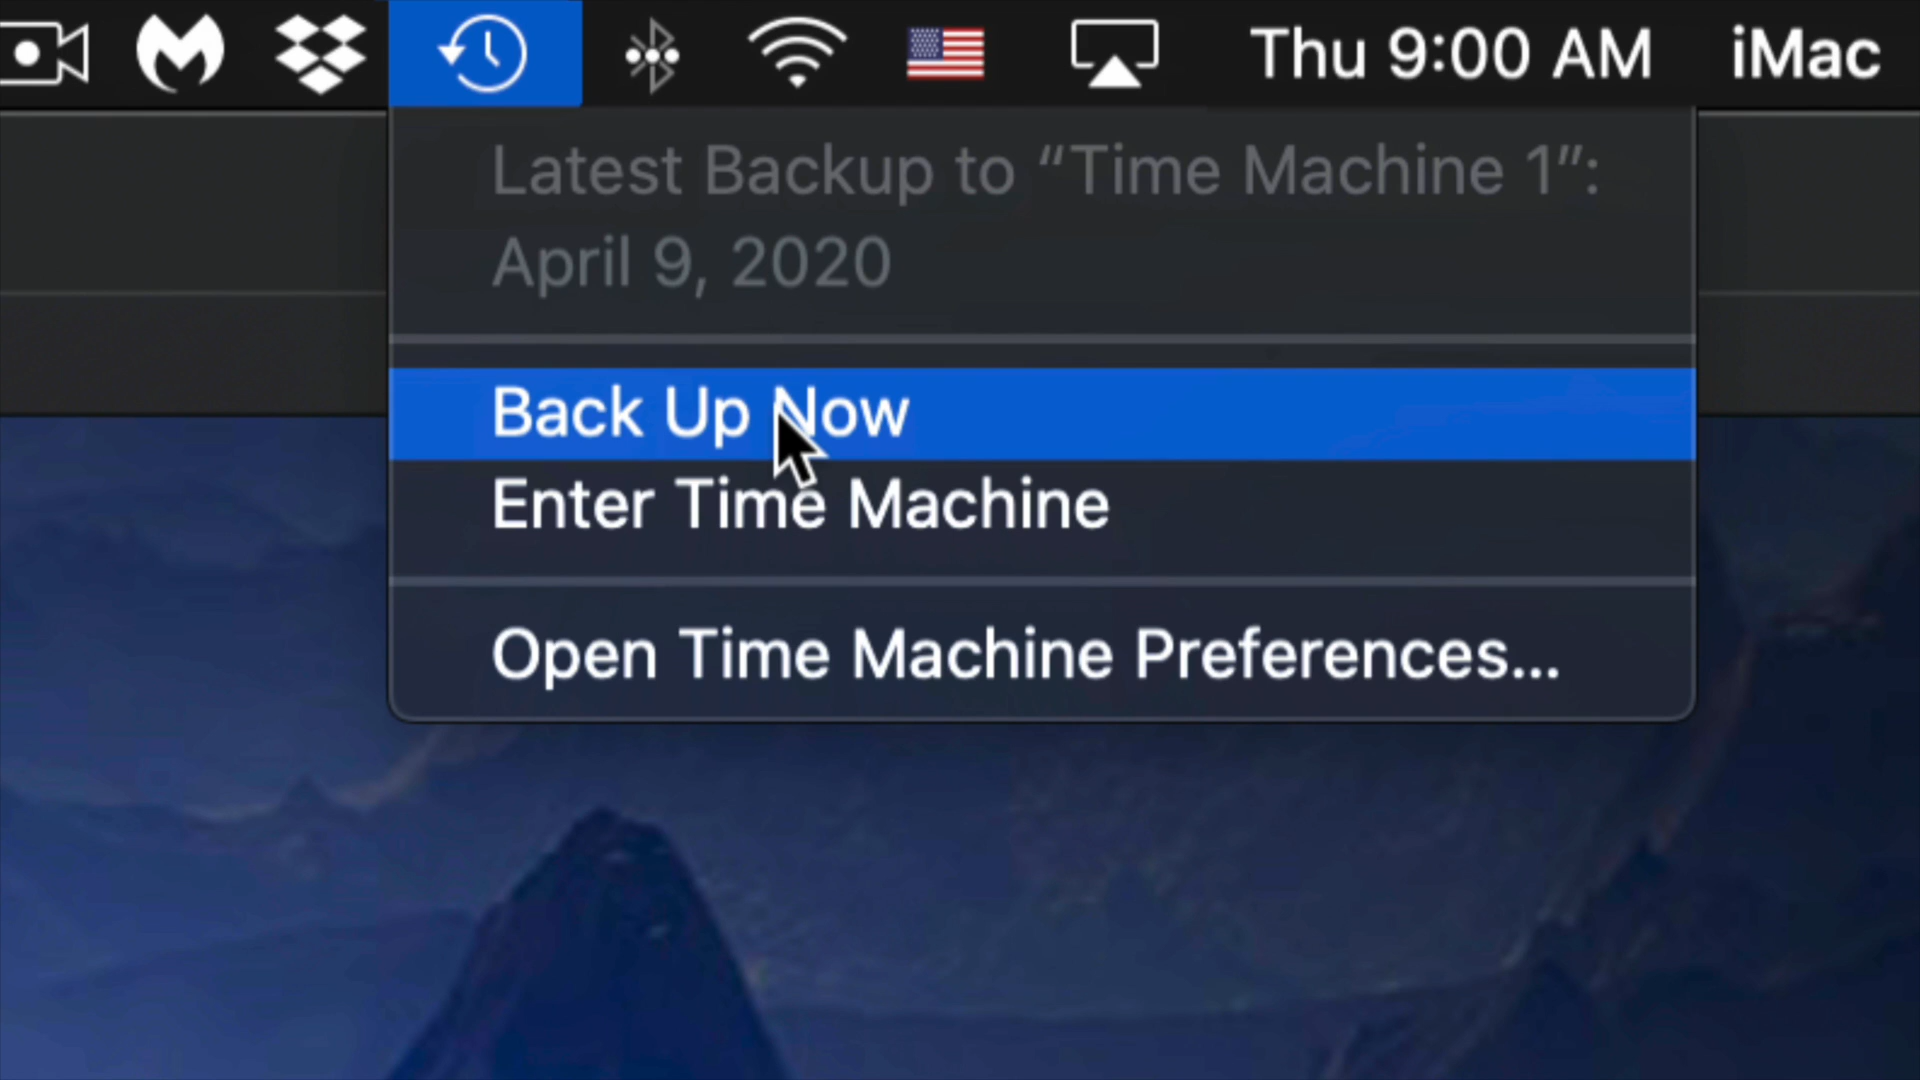 Thu 9:00 AM iMac
Latest Backup to “Time Machine 1”:
April 9, 2020
Back Up Now
Enter Time Machine
Open Time Machine Preferences...